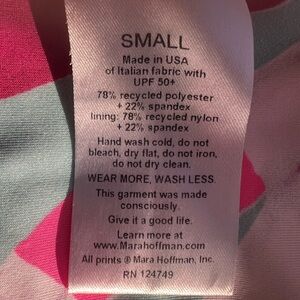 SMALL
Made in USA
of Italian fabric with
UPF 50+
78% recycled polyester
+ 22% spandex
lining: 78% recycled nylon
+ 22% spandex
Hand wash cold, do not
bleach, dry flat, do not iron,
do not dry clean.
WEAR MORE, WASH LESS.
This garment was made
consciously.
Give it a good life.
Learn more at
www.Marahoffman.com
All prints ® Mara Hoffman, Inc.
RN 124749